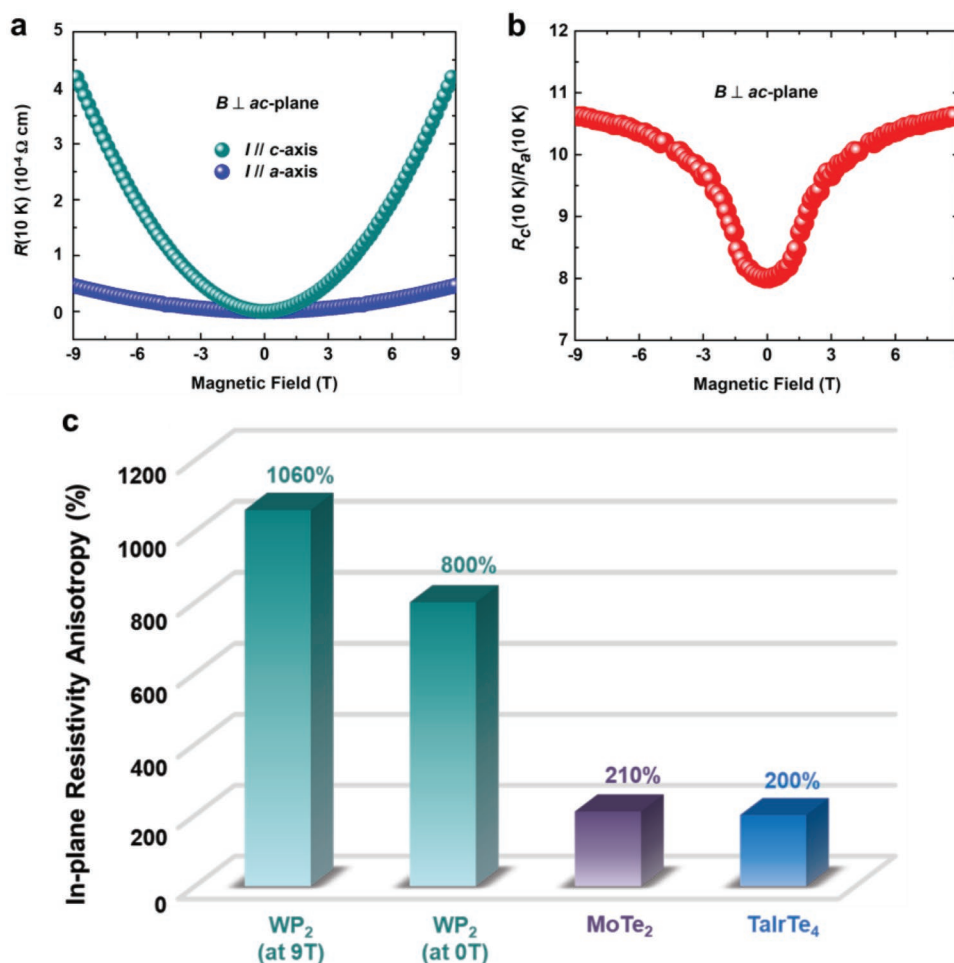 a
5
4
3
2
1
0
R(10 K) (10⁻⁴ Ω cm)
B ⊥ ac-plane
I // c-axis
I // a-axis
-9 -6 -3 0 3 6 9
Magnetic Field (T)
b
12
11
10
9
8
7
R_c(10 K)/R_a(10 K)
B ⊥ ac-plane
-9 -6 -3 0 3 6
Magnetic Field (T)
c
In-plane Resistivity Anisotropy (%)
1200
1000
800
600
400
200
0
1060%
800%
210%
200%
WP₂
(at 9T)
WP₂
(at 0T)
MoTe₂
TaIrTe₄